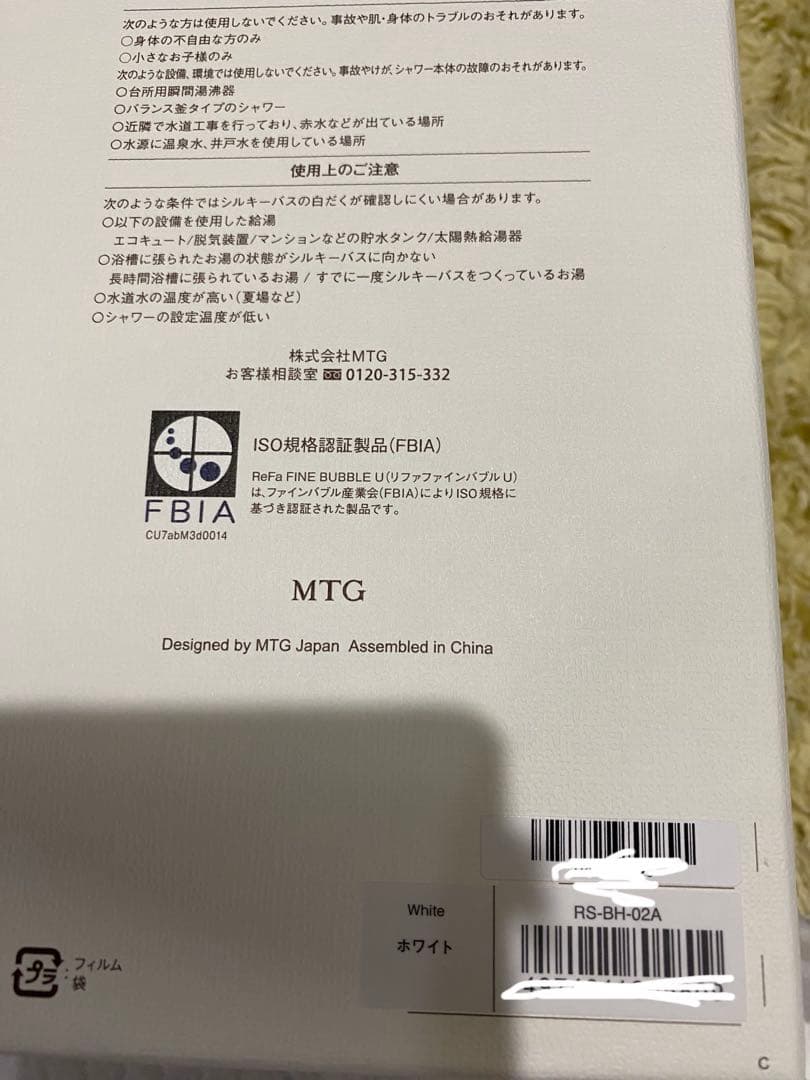 次のような方は使用しないでください。事故や肌・身体のトラブルのおそれがあります。
○身体の不自由な方のみ
○小さなお子様のみ
次のような設備、環境では使用しないでください。事故やけが、シャワー本体の故障のおそれがあります。
○台所用瞬間湯沸器
○バランス釜タイプのシャワー
○近隣で水道工事を行っており、赤水などが出ている場所
○水源に温泉水、井戸水を使用している場所
使用上のご注意
次のような条件ではシルキーバスの白だくが確認しにくい場合があります。
○以下の設備を使用した給湯
エコキュート/脱気装置/マンションなどの貯水タンク/太陽熱給湯器
○浴槽に張られたお湯の状態がシルキーバスに向かない
長時間浴槽に張られているお湯 / すでに一度シルキーバスをつくっているお湯
○水道水の温度が高い(夏場など)
○シャワーの設定温度が低い
株式会社MTG
お客様相談室 0120-315-332
ISO規格認証製品(FBIA)
ReFa FINE BUBBLE U(リファファインバブル U)
は、ファインバブル産業会(FBIA)によりISO規格に
基づき認証された製品です。
FBIA
CU7abM3d0014
MTG
Designed by MTG Japan Assembled in China
White
ホワイト
RS-BH-02A
プラ
:フィルム
袋
C